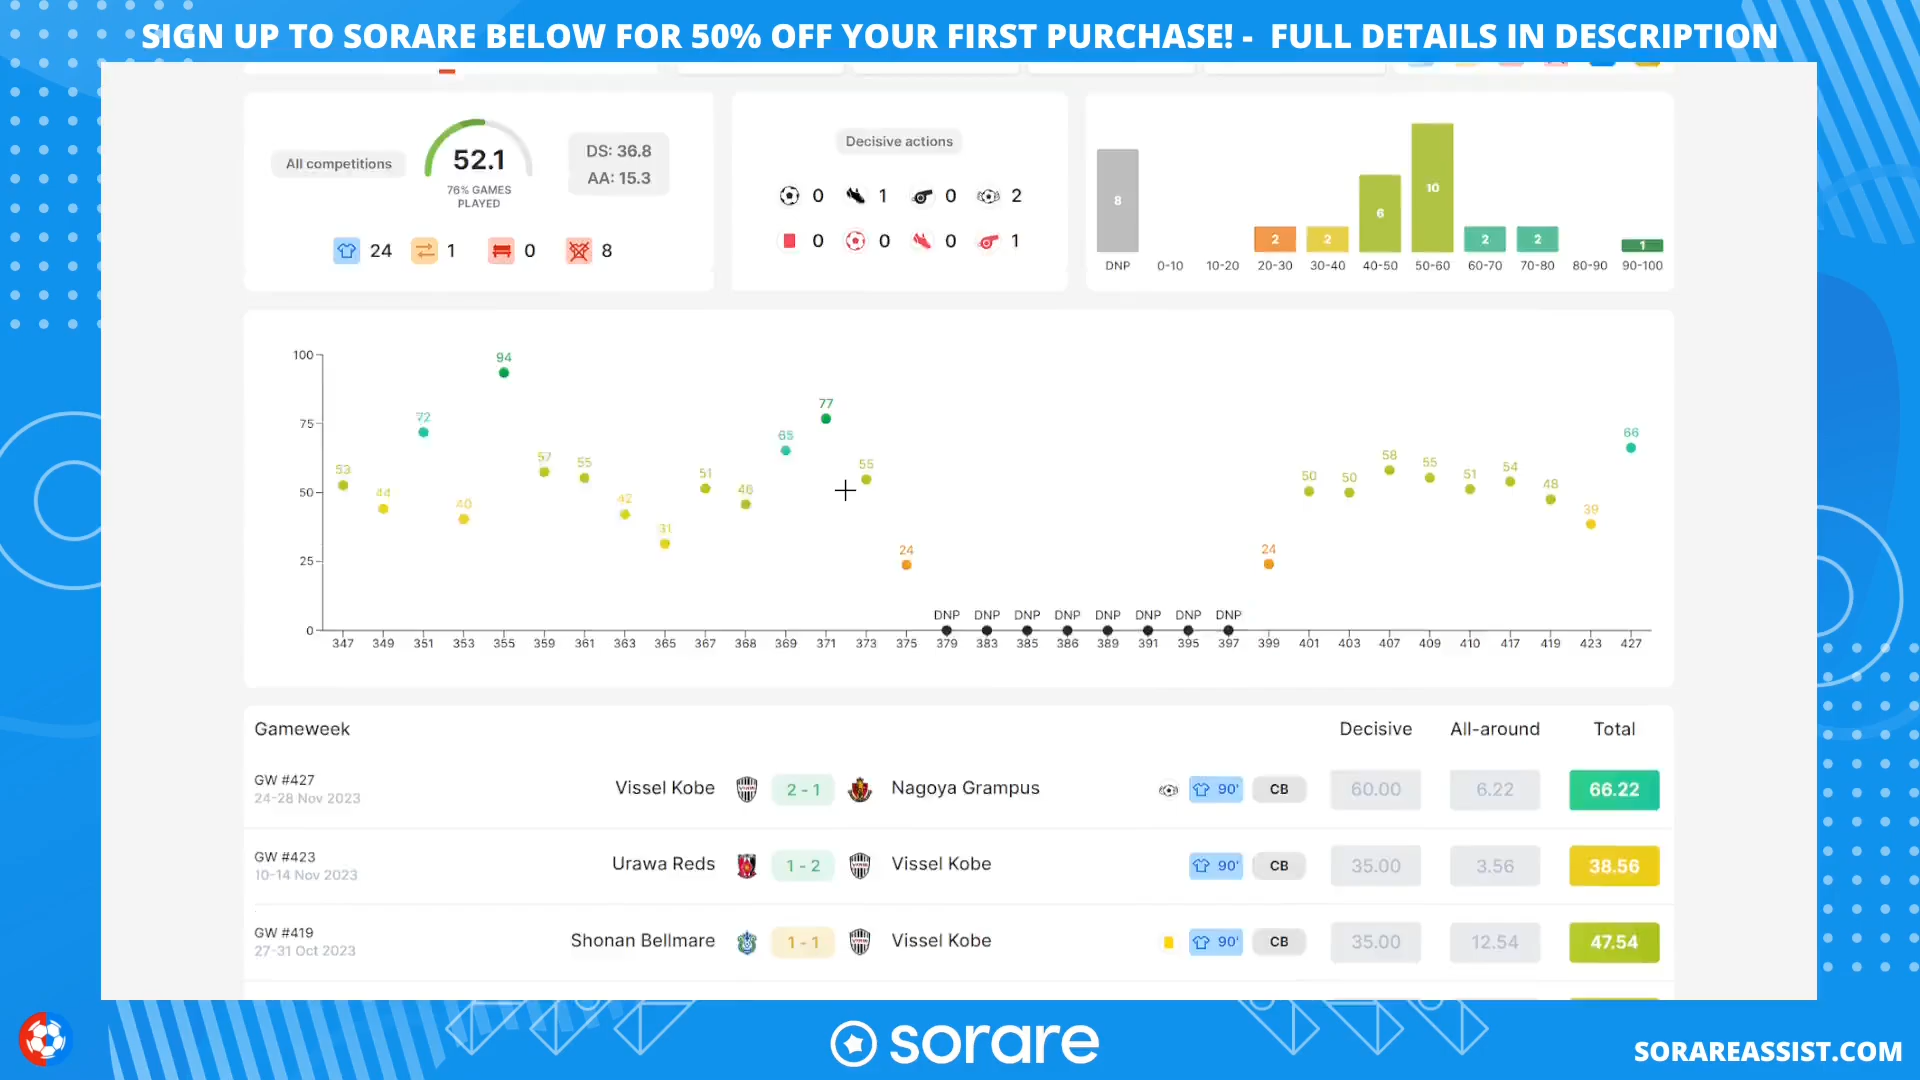 SIGN UP TO SORARE BELOW FOR 50% OFF YOUR FIRST PURCHASE! - FULL DETAILS IN DESCRIPTION
All competitions
52.1
76% GAMES
PLAYED
DS: 36.8
AA: 15.3
24 1 0 8
Decisive actions
0 1 0 2
0 0 0 1
8 2 2 6 10 2 2 1
DNP 0-10 10-20 20-30 30-40 40-50 50-60 60-70 70-80 80-90 90-100
100
75
50
25
0
53 44 72 40 94 57 55 42 31 51 46 65 77 55 24 DNP DNP DNP DNP DNP DNP DNP DNP 24 50 50 58 55 51 54 48 39 66
347 349 351 353 355 359 361 363 365 367 368 369 371 373 375 379 383 385 386 389 391 395 397 399 401 403 407 409 410 417 419 423 427
Gameweek Decisive All-around Total
GW #427
24-28 Nov 2023
Vissel Kobe 2 - 1 Nagoya Grampus 90' CB 60.00 6.22 66.22
GW #423
10-14 Nov 2023
Urawa Reds 1 - 2 Vissel Kobe 90' CB 35.00 3.56 38.56
GW #419
27-31 Oct 2023
Shonan Bellmare 1 - 1 Vissel Kobe 90' CB 35.00 12.54 47.54
sorare
SORAREASSIST.COM